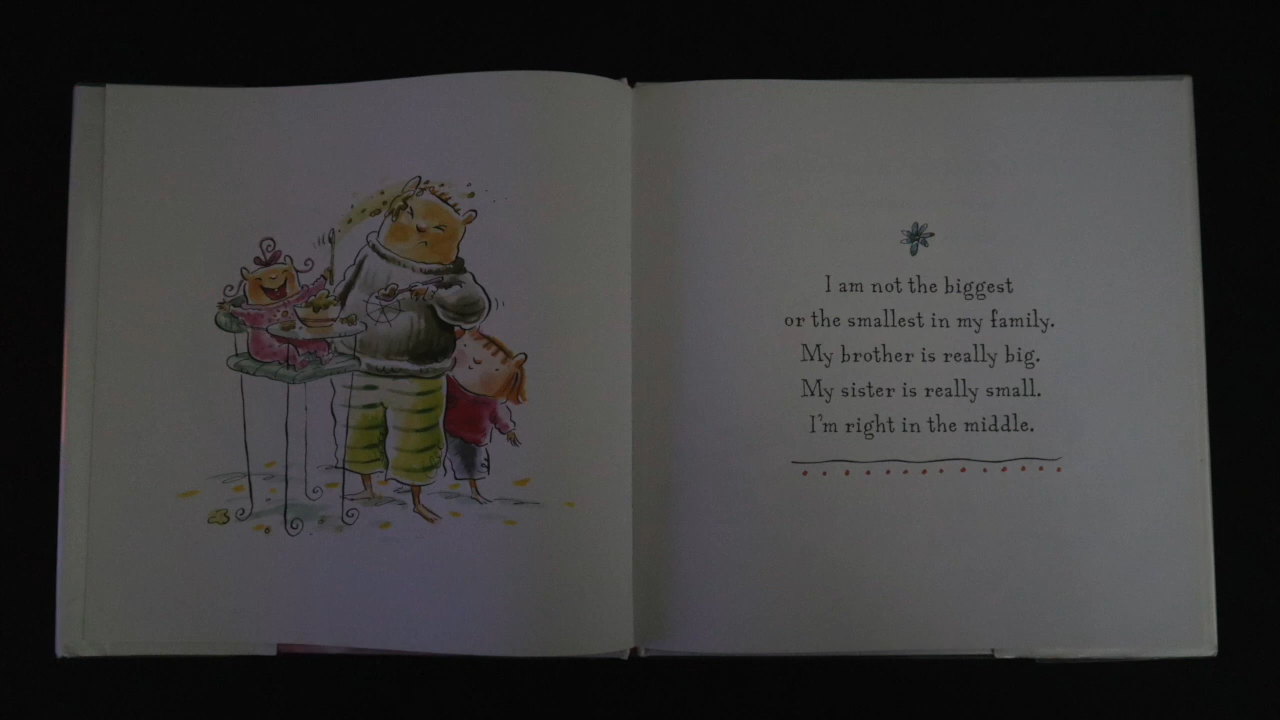 I am not the biggest
or the smallest in my family.
My brother is really big.
My sister is really small.
I'm right in the middle.